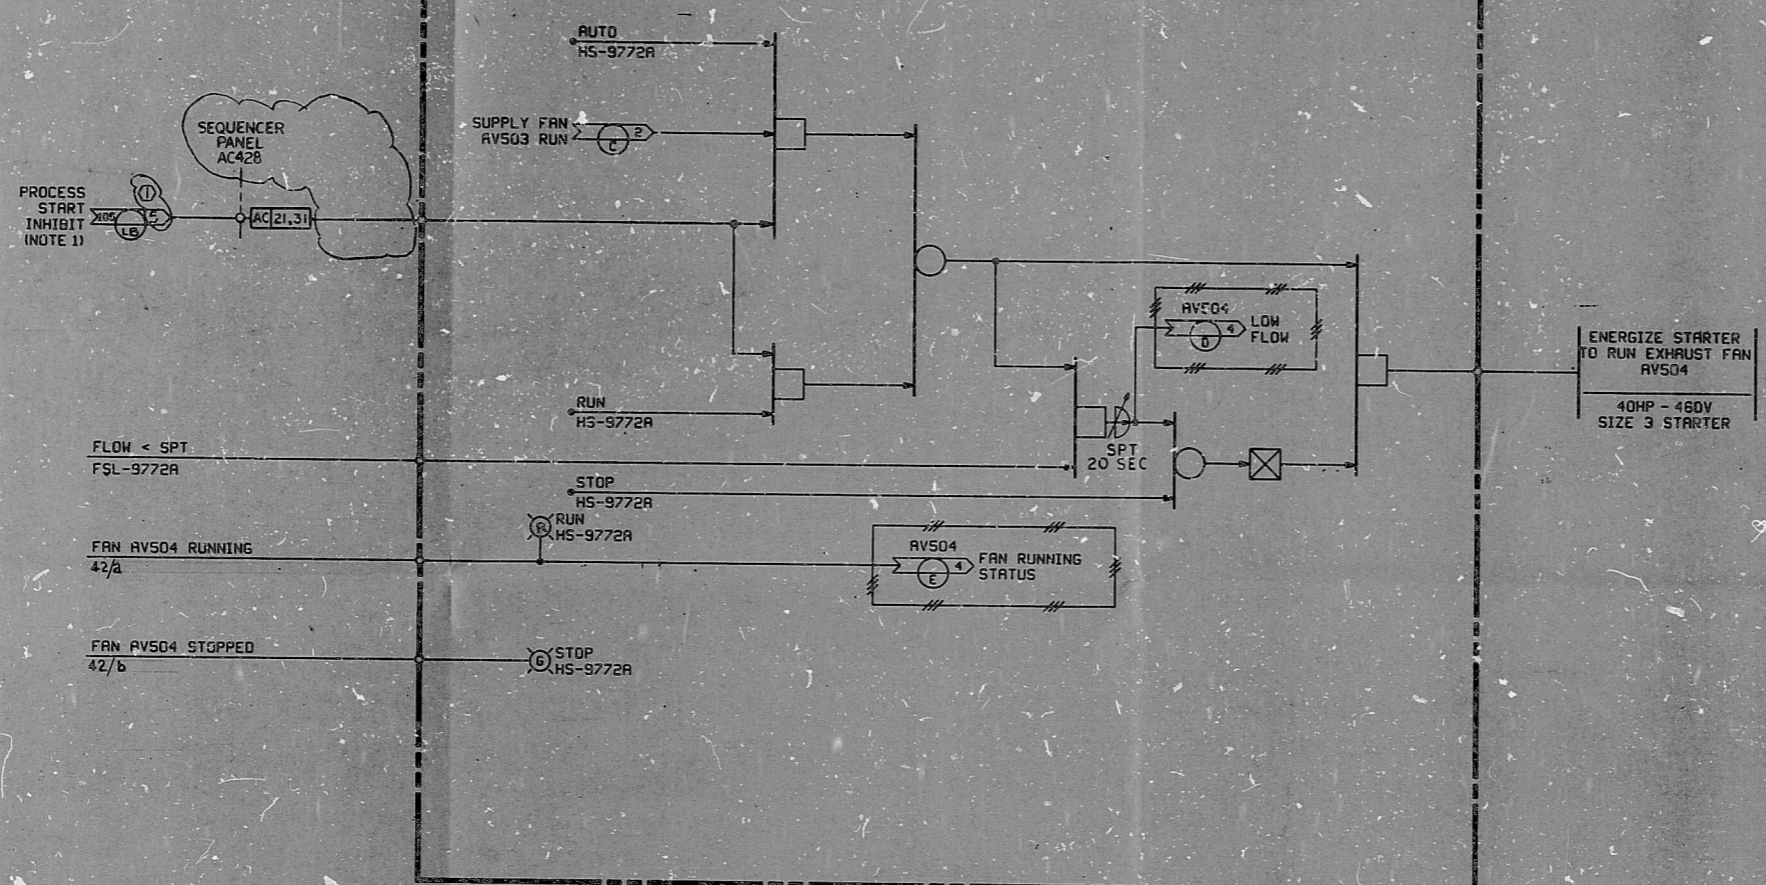 AUTO
HS-9772A
SUPPLY FAN
AV503 RUN
2
C
SEQUENCER
PANEL
AC428
PROCESS
START
INHIBIT
(NOTE 1)
1
105
5
LB
AC 21,31
RUN
HS-9772A
AV504
4
D
LOW
FLOW
SPT
20 SEC
ENERGIZE STARTER
TO RUN EXHAUST FAN
AV504
40HP - 460V
SIZE 3 STARTER
FLOW < SPT
FSL-9772A
STOP
HS-9772A
R
RUN
HS-9772A
FAN AV504 RUNNING
42/a
AV504
4
E
FAN RUNNING
STATUS
FAN AV504 STOPPED
42/b
G
STOP
HS-9772A